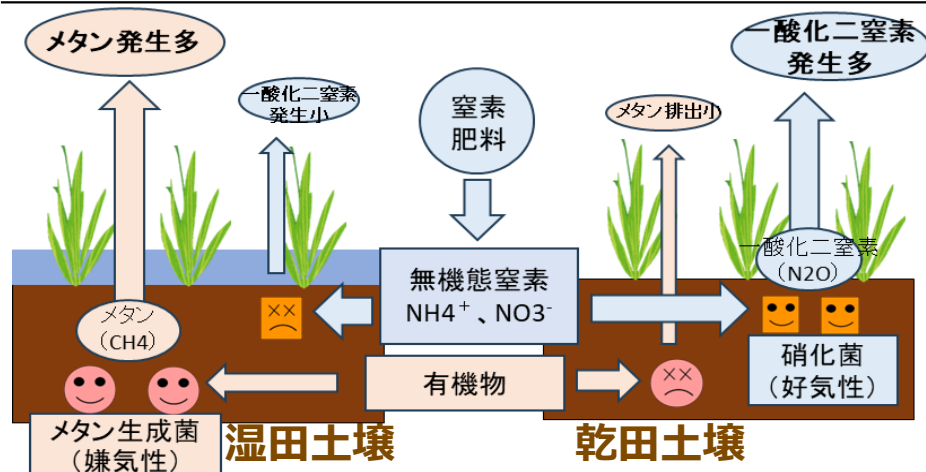 メタン発生多
一酸化二窒素
発生小
窒素
肥料
メタン排出小
一酸化二窒素
発生多
無機態窒素
NH4⁺、NO3⁻
メタン
（CH4）
一酸化二窒素
（N2O）
有機物
硝化菌
（好気性）
メタン生成菌
（嫌気性）
湿田土壌
乾田土壌